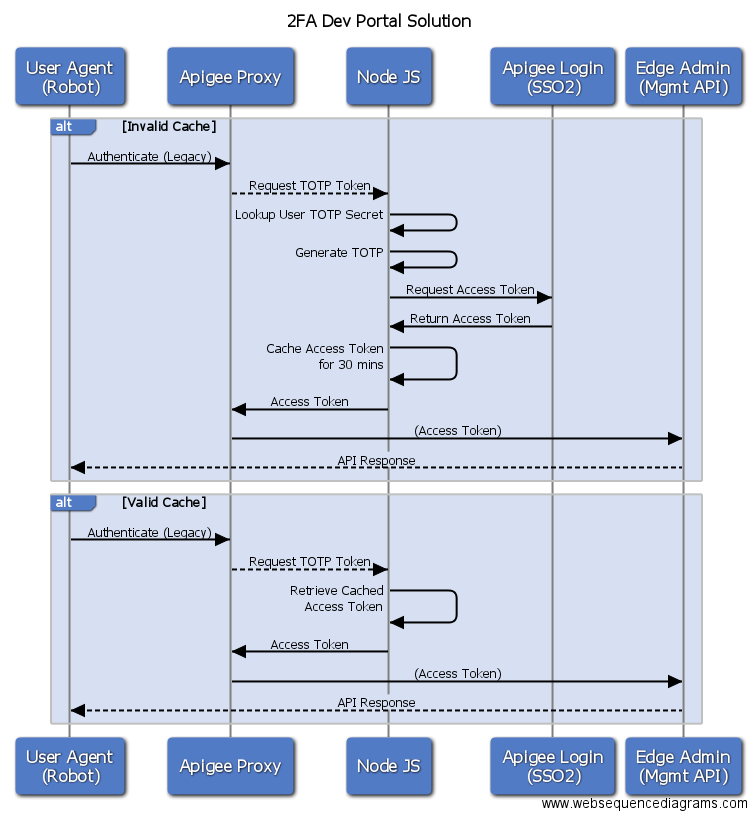 2FA Dev Portal Solution
User Agent
(Robot)
Apigee Proxy
Node JS
Apigee Login
(SSO2)
Edge Admin
(Mgmt API)
alt
[Invalid Cache]
Authenticate (Legacy)
Request TOTP Token
Lookup User TOTP Secret
Generate TOTP
Request Access Token
Return Access Token
Cache Access Token
for 30 mins
Access Token
(Access Token)
API Response
alt
[Valid Cache]
Authenticate (Legacy)
Request TOTP Token
Retrieve Cached
Access Token
Access Token
(Access Token)
API Response
User Agent
(Robot)
Apigee Proxy
Node JS
Apigee Login
(SSO2)
Edge Admin
(Mgmt API)
www.websequencediagrams.com